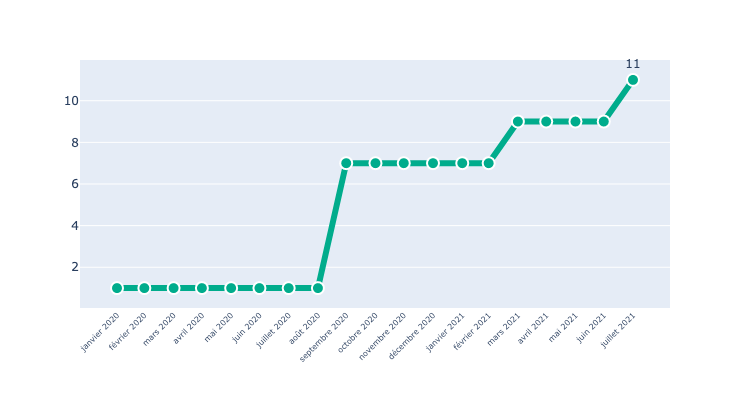 11
10
8
6
4
2
janvier 2020
février 2020
mars 2020
avril 2020
mai 2020
juin 2020
juillet 2020
août 2020
septembre 2020
octobre 2020
novembre 2020
décembre 2020
janvier 2021
février 2021
mars 2021
avril 2021
mai 2021
juin 2021
juillet 2021